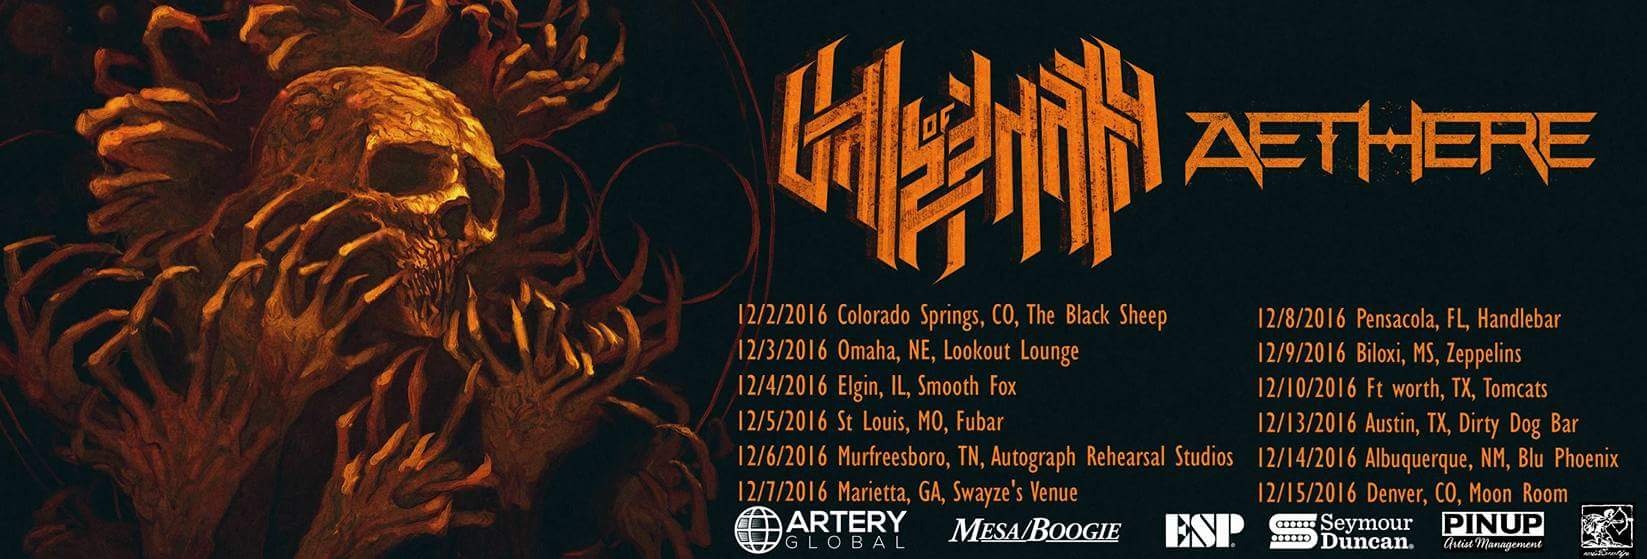 VALE OF PNATH
AETHERE
12/2/2016 Colorado Springs, CO, The Black Sheep
12/3/2016 Omaha, NE, Lookout Lounge
12/4/2016 Elgin, IL, Smooth Fox
12/5/2016 St Louis, MO, Fubar
12/6/2016 Murfreesboro, TN, Autograph Rehearsal Studios
12/7/2016 Marietta, GA, Swayze's Venue
12/8/2016 Pensacola, FL, Handlebar
12/9/2016 Biloxi, MS, Zeppelins
12/10/2016 Ft worth, TX, Tomcats
12/13/2016 Austin, TX, Dirty Dog Bar
12/14/2016 Albuquerque, NM, Blu Phoenix
12/15/2016 Denver, CO, Moon Room
ARTERY
GLOBAL
MESA/BOOGIE
ESP®
Seymour
Duncan.
PINUP
Artist Management